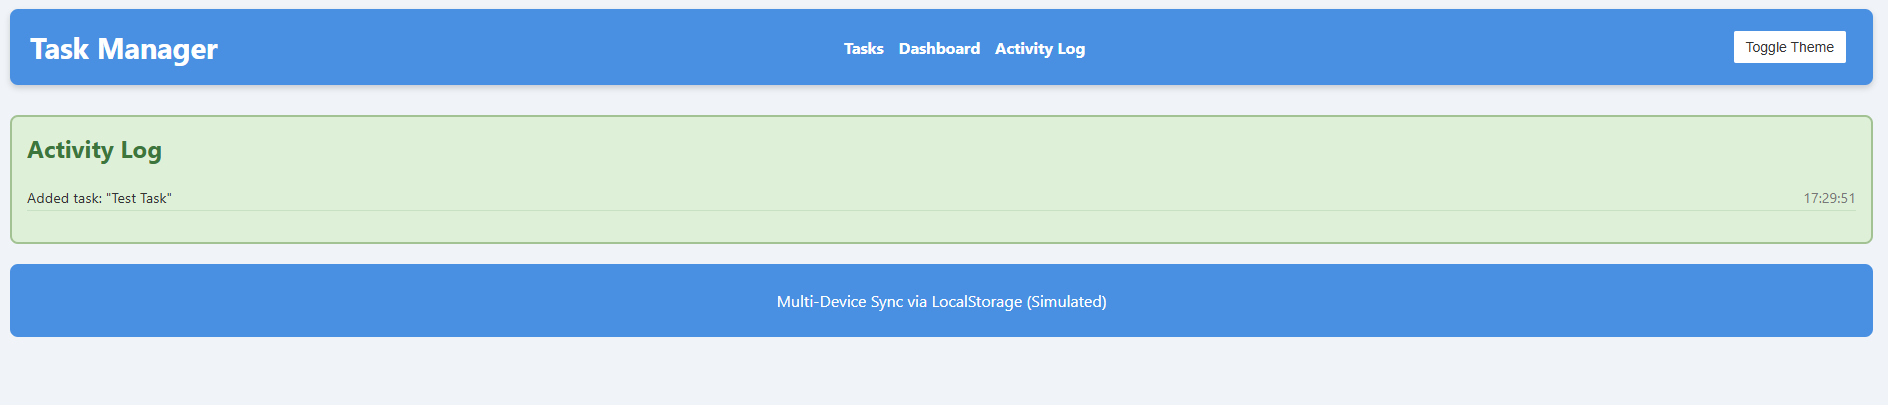 Task Manager
Tasks Dashboard Activity Log
Toggle Theme
Activity Log
Added task: "Test Task" 17:29:51
Multi-Device Sync via LocalStorage (Simulated)